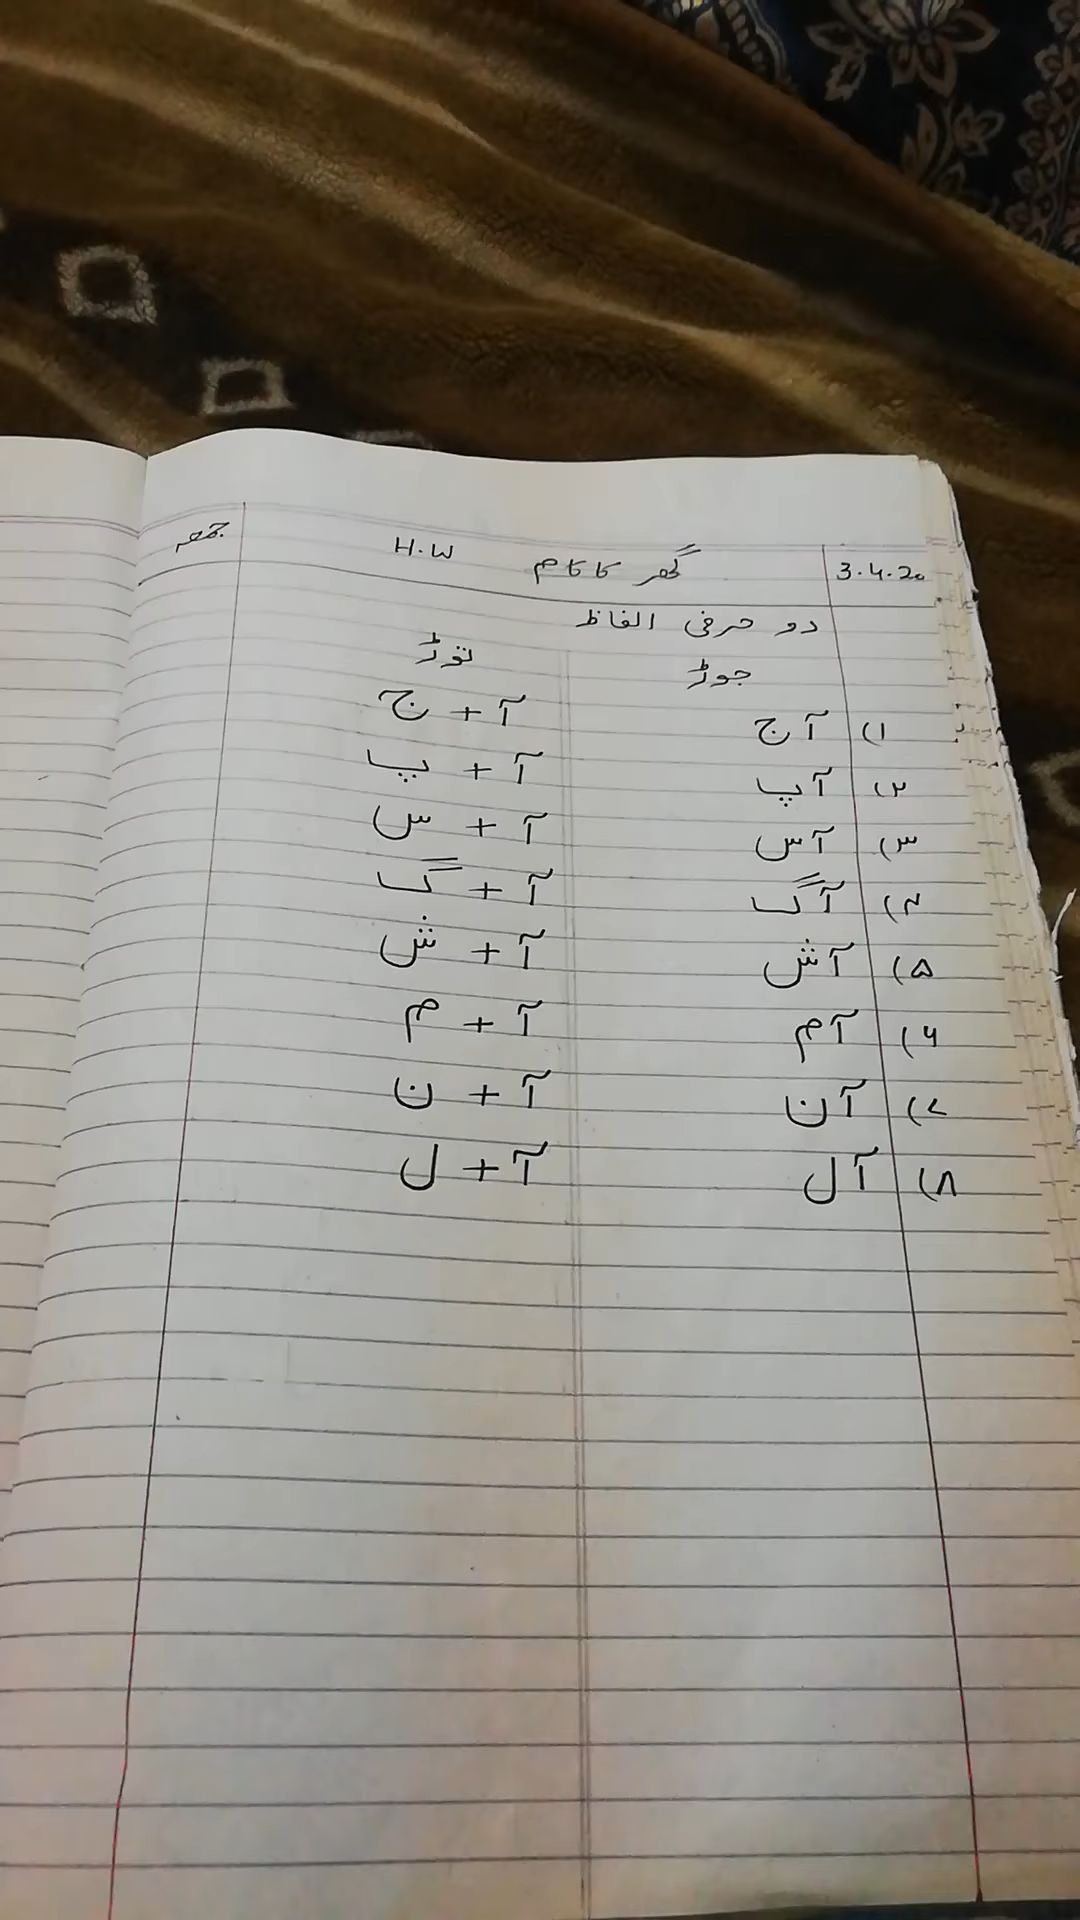 3.4.20 گھر کا کام H.W جمعہ
دو حرفی الفاظ
جوڑ توڑ
۱) آج آ + ج
۲) آپ آ + پ
۳) آس آ + س
۴) آگ آ + گ
۵) آش آ + ش
۶) آم آ + م
۷) آن آ + ن
۸) آل آ + ل